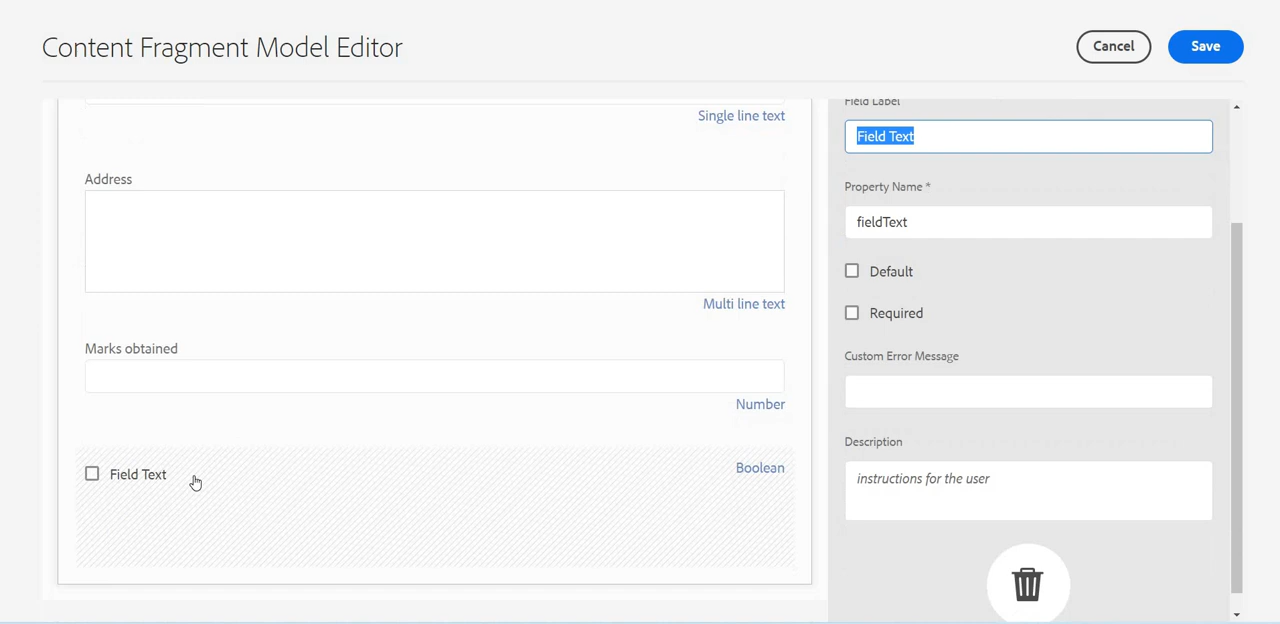 Content Fragment Model Editor
Cancel
Save
Single line text
Address
Multi line text
Marks obtained
Number
Field Text
Boolean
Field Label
Field Text
Property Name *
fieldText
Default
Required
Custom Error Message
Description
instructions for the user